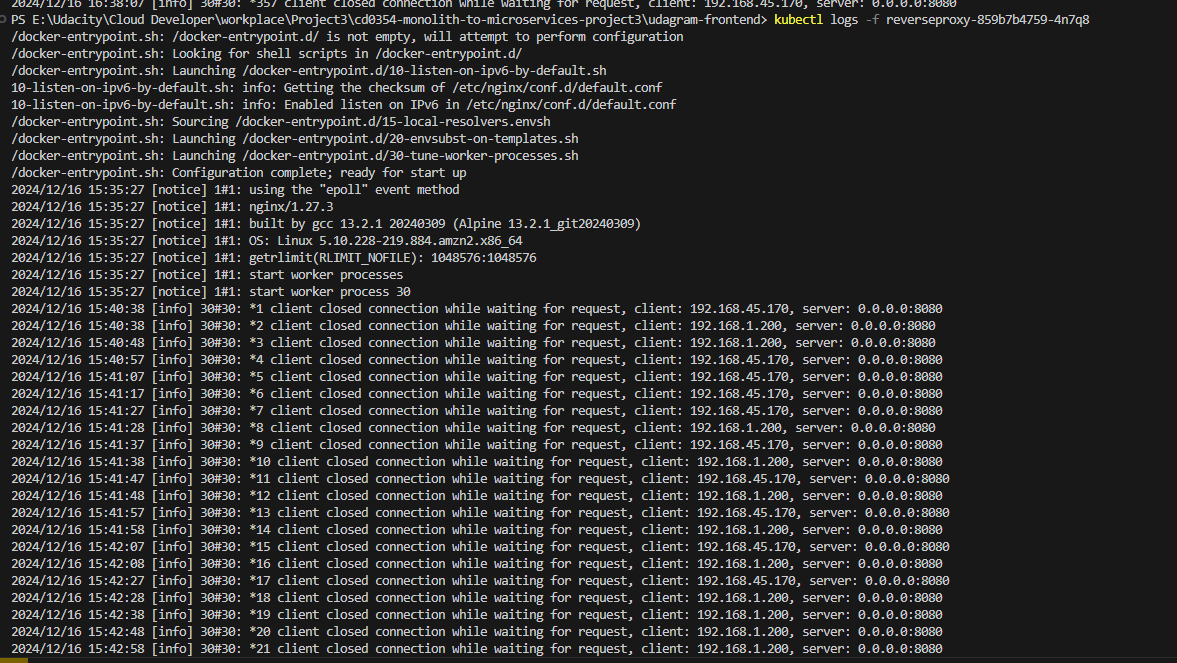 2024/12/16 16:38:07 [info] 30#30: *357 client closed connection while waiting for request, client: 192.168.45.170, server: 0.0.0.0:8080
PS E:\Udacity\Cloud Developer\workplace\Project3\cd0354-monolith-to-microservices-project3\udagram-frontend> kubectl logs -f reverseproxy-859b7b4759-4n7q8
/docker-entrypoint.sh: /docker-entrypoint.d/ is not empty, will attempt to perform configuration
/docker-entrypoint.sh: Looking for shell scripts in /docker-entrypoint.d/
/docker-entrypoint.sh: Launching /docker-entrypoint.d/10-listen-on-ipv6-by-default.sh
10-listen-on-ipv6-by-default.sh: info: Getting the checksum of /etc/nginx/conf.d/default.conf
10-listen-on-ipv6-by-default.sh: info: Enabled listen on IPv6 in /etc/nginx/conf.d/default.conf
/docker-entrypoint.sh: Sourcing /docker-entrypoint.d/15-local-resolvers.envsh
/docker-entrypoint.sh: Launching /docker-entrypoint.d/20-envsubst-on-templates.sh
/docker-entrypoint.sh: Launching /docker-entrypoint.d/30-tune-worker-processes.sh
/docker-entrypoint.sh: Configuration complete; ready for start up
2024/12/16 15:35:27 [notice] 1#1: using the "epoll" event method
2024/12/16 15:35:27 [notice] 1#1: nginx/1.27.3
2024/12/16 15:35:27 [notice] 1#1: built by gcc 13.2.1 20240309 (Alpine 13.2.1_git20240309)
2024/12/16 15:35:27 [notice] 1#1: OS: Linux 5.10.228-219.884.amzn2.x86_64
2024/12/16 15:35:27 [notice] 1#1: getrlimit(RLIMIT_NOFILE): 1048576:1048576
2024/12/16 15:35:27 [notice] 1#1: start worker processes
2024/12/16 15:35:27 [notice] 1#1: start worker process 30
2024/12/16 15:40:38 [info] 30#30: *1 client closed connection while waiting for request, client: 192.168.45.170, server: 0.0.0.0:8080
2024/12/16 15:40:38 [info] 30#30: *2 client closed connection while waiting for request, client: 192.168.1.200, server: 0.0.0.0:8080
2024/12/16 15:40:48 [info] 30#30: *3 client closed connection while waiting for request, client: 192.168.1.200, server: 0.0.0.0:8080
2024/12/16 15:40:57 [info] 30#30: *4 client closed connection while waiting for request, client: 192.168.45.170, server: 0.0.0.0:8080
2024/12/16 15:41:07 [info] 30#30: *5 client closed connection while waiting for request, client: 192.168.45.170, server: 0.0.0.0:8080
2024/12/16 15:41:17 [info] 30#30: *6 client closed connection while waiting for request, client: 192.168.45.170, server: 0.0.0.0:8080
2024/12/16 15:41:27 [info] 30#30: *7 client closed connection while waiting for request, client: 192.168.45.170, server: 0.0.0.0:8080
2024/12/16 15:41:28 [info] 30#30: *8 client closed connection while waiting for request, client: 192.168.1.200, server: 0.0.0.0:8080
2024/12/16 15:41:37 [info] 30#30: *9 client closed connection while waiting for request, client: 192.168.45.170, server: 0.0.0.0:8080
2024/12/16 15:41:38 [info] 30#30: *10 client closed connection while waiting for request, client: 192.168.1.200, server: 0.0.0.0:8080
2024/12/16 15:41:47 [info] 30#30: *11 client closed connection while waiting for request, client: 192.168.45.170, server: 0.0.0.0:8080
2024/12/16 15:41:48 [info] 30#30: *12 client closed connection while waiting for request, client: 192.168.1.200, server: 0.0.0.0:8080
2024/12/16 15:41:57 [info] 30#30: *13 client closed connection while waiting for request, client: 192.168.45.170, server: 0.0.0.0:8080
2024/12/16 15:41:58 [info] 30#30: *14 client closed connection while waiting for request, client: 192.168.1.200, server: 0.0.0.0:8080
2024/12/16 15:42:07 [info] 30#30: *15 client closed connection while waiting for request, client: 192.168.45.170, server: 0.0.0.0:8080
2024/12/16 15:42:08 [info] 30#30: *16 client closed connection while waiting for request, client: 192.168.1.200, server: 0.0.0.0:8080
2024/12/16 15:42:27 [info] 30#30: *17 client closed connection while waiting for request, client: 192.168.45.170, server: 0.0.0.0:8080
2024/12/16 15:42:28 [info] 30#30: *18 client closed connection while waiting for request, client: 192.168.1.200, server: 0.0.0.0:8080
2024/12/16 15:42:38 [info] 30#30: *19 client closed connection while waiting for request, client: 192.168.1.200, server: 0.0.0.0:8080
2024/12/16 15:42:48 [info] 30#30: *20 client closed connection while waiting for request, client: 192.168.1.200, server: 0.0.0.0:8080
2024/12/16 15:42:58 [info] 30#30: *21 client closed connection while waiting for request, client: 192.168.1.200, server: 0.0.0.0:8080